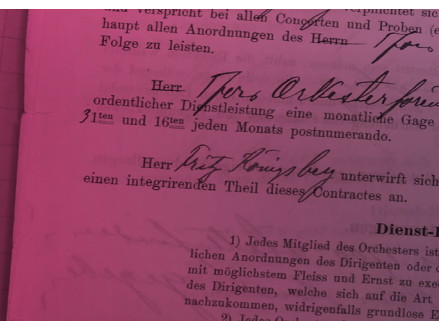 und verspricht bei allen Concerten und Proben (e
haupt allen Anordnungen des Herrn
Folge zu leisten.
Herr
ordentlicher Dienstleistung eine monatliche Gage
31ten und 16ten jeden Monats postnumerando.
Herr Fritz Königsberg unterwirft sich
einen integrirenden Theil dieses Contractes an.
Dienst-
1) Jedes Mitglied des Orchesters ist
lichen Anordnungen des Dirigenten oder
mit möglichstem Fleiss und Ernst zu exe
des Dirigenten, welche sich auf die Art
nachzukommen, widrigenfalls grundlose E
2) Jedes